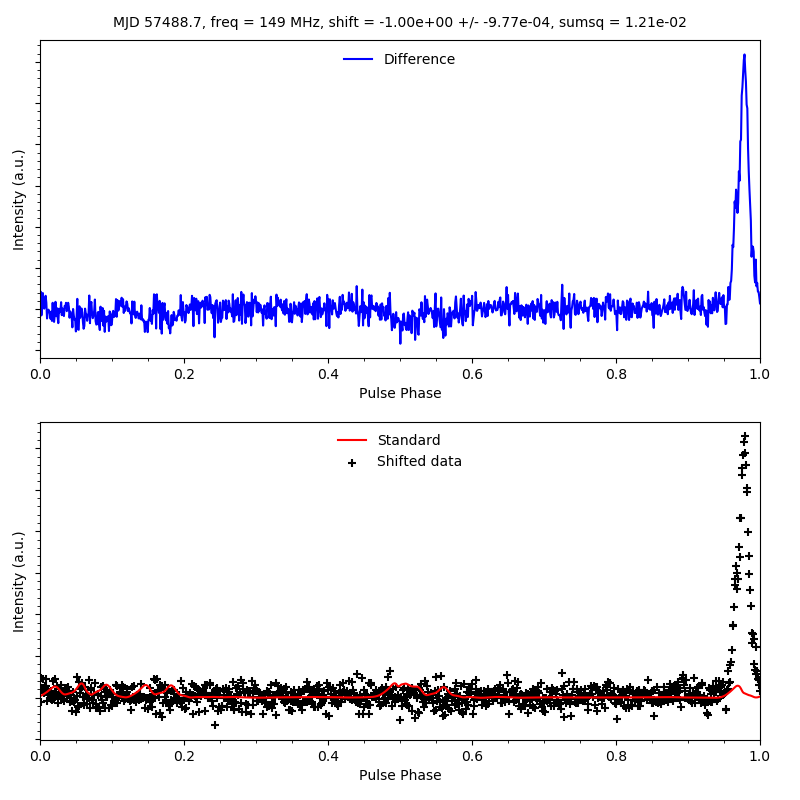 MJD 57488.7, freq = 149 MHz, shift = -1.00e+00 +/- -9.77e-04, sumsq = 1.21e-02
Difference
Intensity (a.u.)
0.0 0.2 0.4 0.6 0.8 1.0
Pulse Phase
Standard
Shifted data
Intensity (a.u.)
0.0 0.2 0.4 0.6 0.8 1.0
Pulse Phase